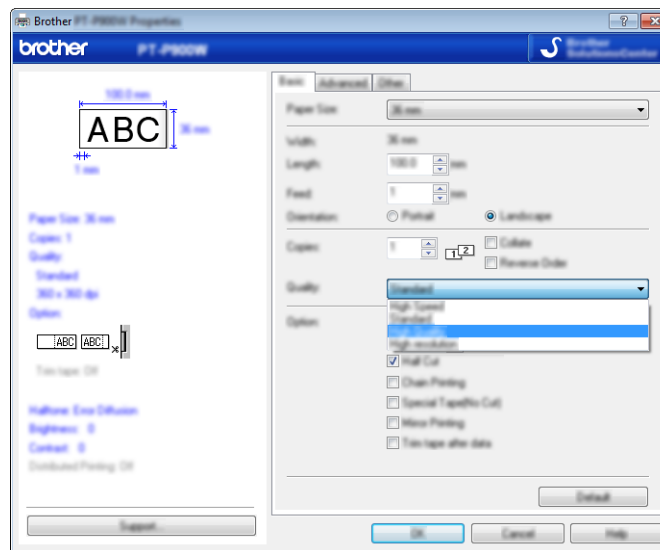 Brother PT-P900W Properties
brother PT-P900W Brother
SolutionsCenter
Basic Advanced Other
100.0 mm
ABC
36 mm
1 mm
Paper Size: 36 mm
Width: 36 mm
Length: 100.0 mm
Feed: 1 mm
Orientation: Portrait Landscape
Copies: 1 Collate
Reverse Order
Quality: Standard
High Speed
Standard
High Quality
High resolution
Option:
Half Cut
Chain Printing
Special Tape(No Cut)
Mirror Printing
Trim tape after data
Paper Size: 36 mm
Copies: 1
Quality:
Standard
360 x 360 dpi
Option:
ABC ABC
Trim tape: Off
Halftone: Error Diffusion
Brightness: 0
Contrast: 0
Distributed Printing: Off
Support...
Default
OK Cancel Help